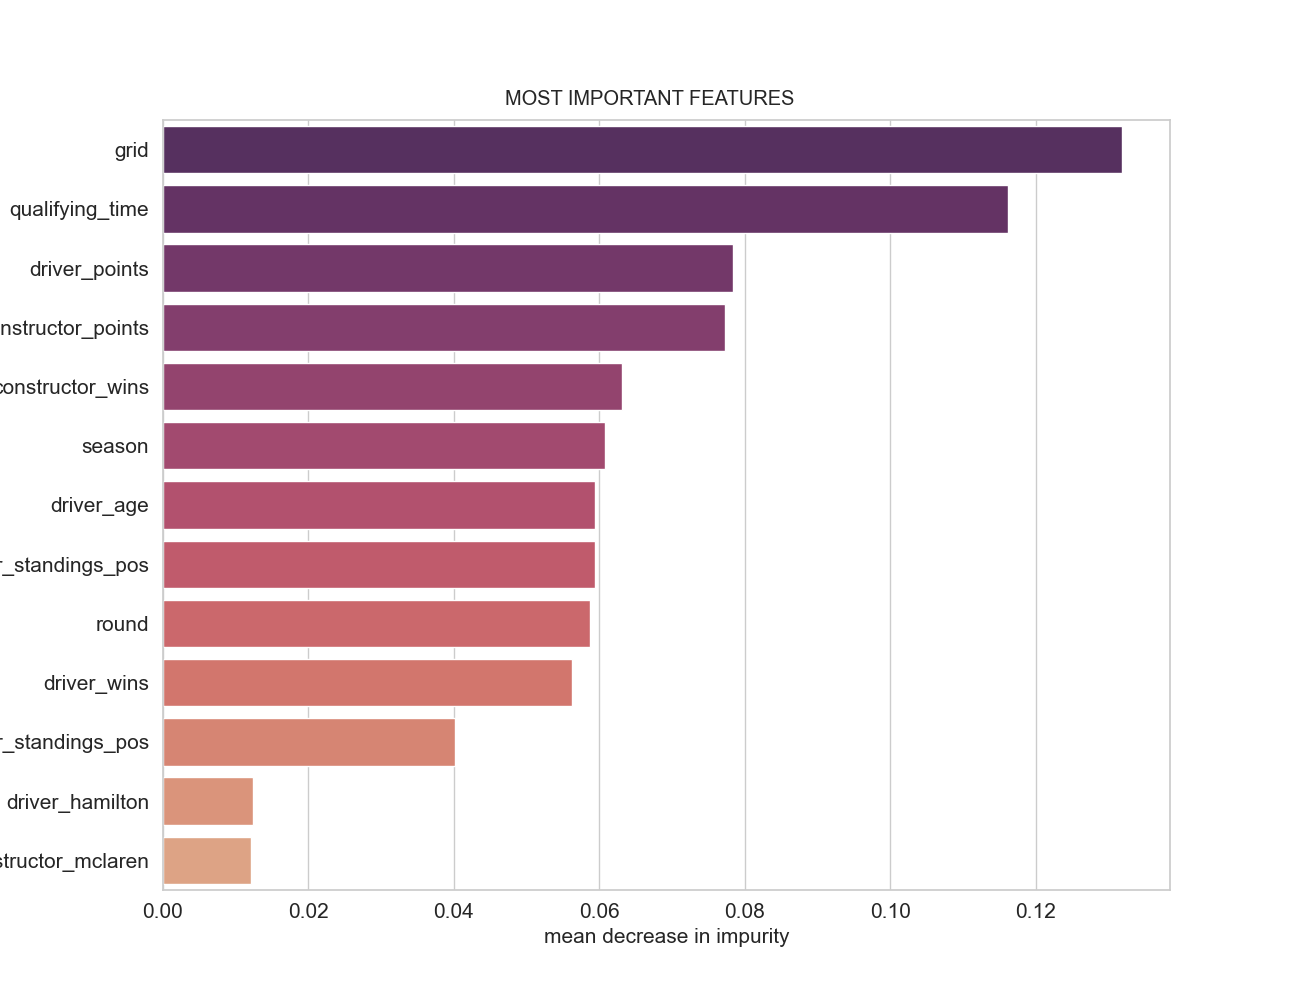 MOST IMPORTANT FEATURES
grid
qualifying_time
driver_points
nstructor_points
constructor_wins
season
driver_age
r_standings_pos
round
driver_wins
r_standings_pos
driver_hamilton
structor_mclaren
0.00 0.02 0.04 0.06 0.08 0.10 0.12
mean decrease in impurity